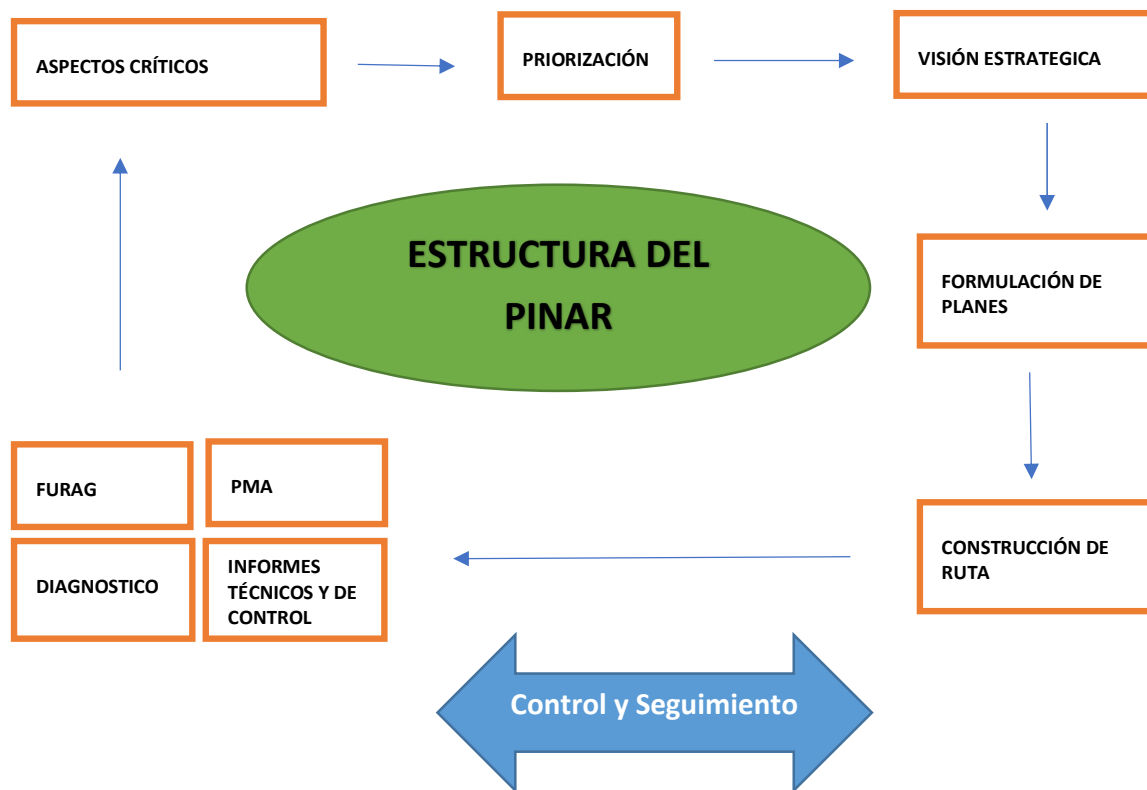 ASPECTOS CRÍTICOS
PRIORIZACIÓN
VISIÓN ESTRATEGICA
ESTRUCTURA DEL
PINAR
FORMULACIÓN DE
PLANES
FURAG
PMA
DIAGNOSTICO
INFORMES
TÉCNICOS Y DE
CONTROL
CONSTRUCCIÓN DE
RUTA
Control y Seguimiento